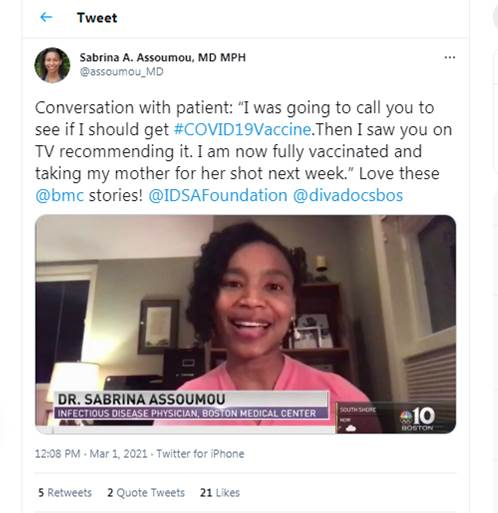 Tweet
Sabrina A. Assoumou, MD MPH
@assoumou_MD
Conversation with patient: “I was going to call you to
see if I should get #COVID19Vaccine.Then I saw you on
TV recommending it. I am now fully vaccinated and
taking my mother for her shot next week.” Love these
@bmc stories! @IDSAFoundation @divadocsbos
DR. SABRINA ASSOUMOU
INFECTIOUS DISEASE PHYSICIAN, BOSTON MEDICAL CENTER
SOUTH SHORE
NOW
10
BOSTON
12:08 PM · Mar 1, 2021 · Twitter for iPhone
5 Retweets 2 Quote Tweets 21 Likes